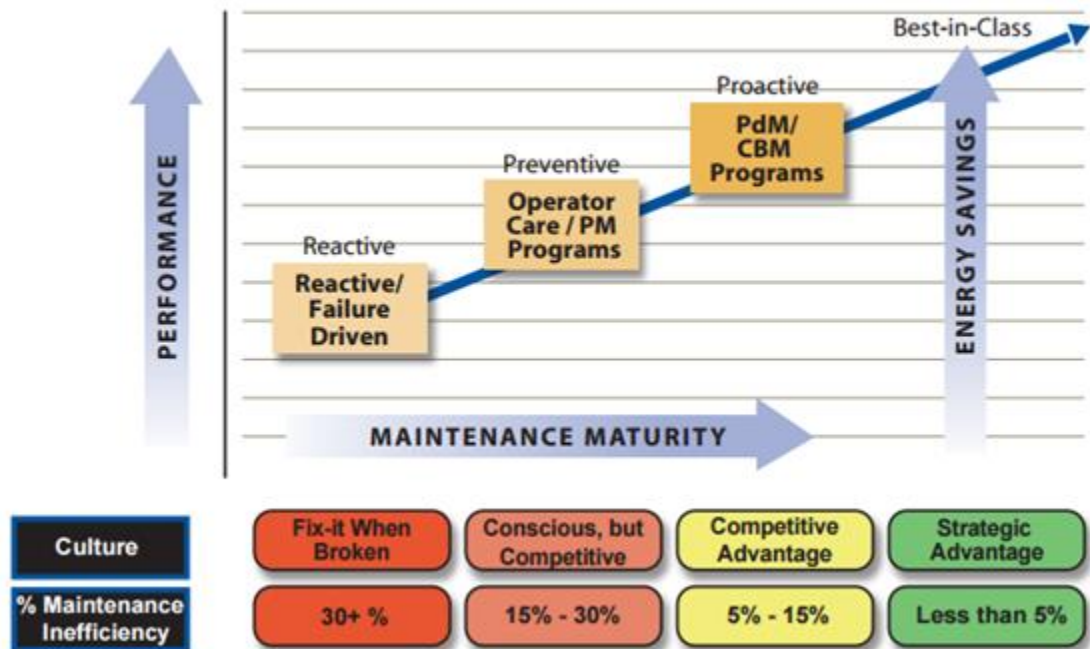 Best-in-Class
Proactive
PdM/
CBM
Programs
Preventive
Operator
Care / PM
Programs
Reactive
Reactive/
Failure
Driven
PERFORMANCE
ENERGY SAVINGS
MAINTENANCE MATURITY
Culture
Fix-it When
Broken
Conscious, but
Competitive
Competitive
Advantage
Strategic
Advantage
% Maintenance
Inefficiency
30+ %
15% - 30%
5% - 15%
Less than 5%